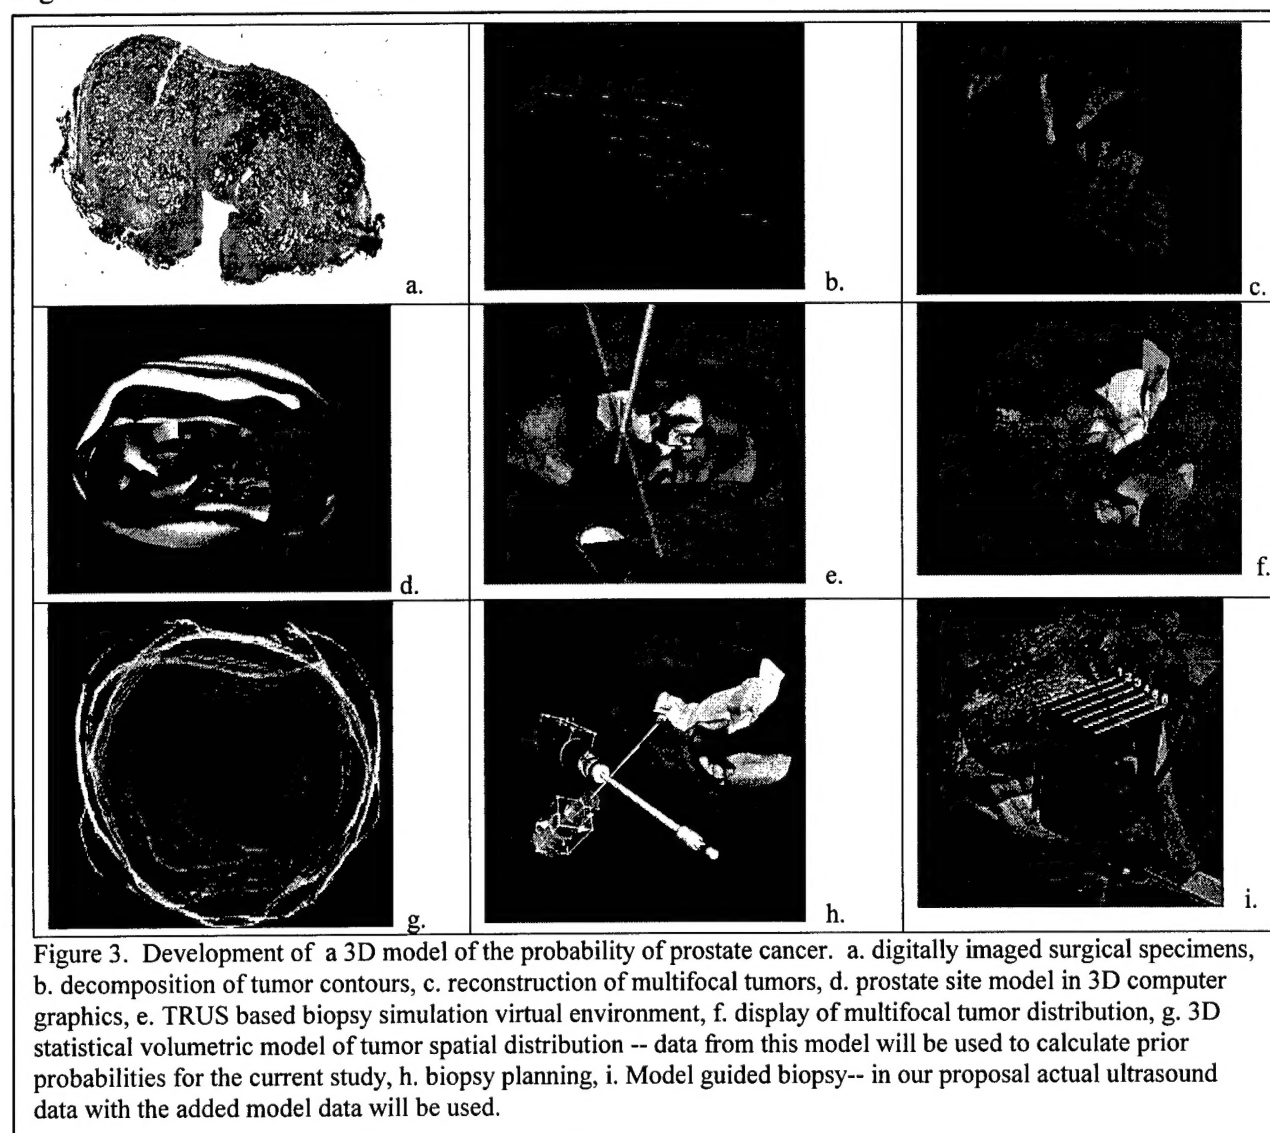 a.
b.
c.
d.
e.
f.
g.
h.
i.
Figure 3. Development of a 3D model of the probability of prostate cancer. a. digitally imaged surgical specimens,
b. decomposition of tumor contours, c. reconstruction of multifocal tumors, d. prostate site model in 3D computer
graphics, e. TRUS based biopsy simulation virtual environment, f. display of multifocal tumor distribution, g. 3D
statistical volumetric model of tumor spatial distribution -- data from this model will be used to calculate prior
probabilities for the current study, h. biopsy planning, i. Model guided biopsy-- in our proposal actual ultrasound
data with the added model data will be used.